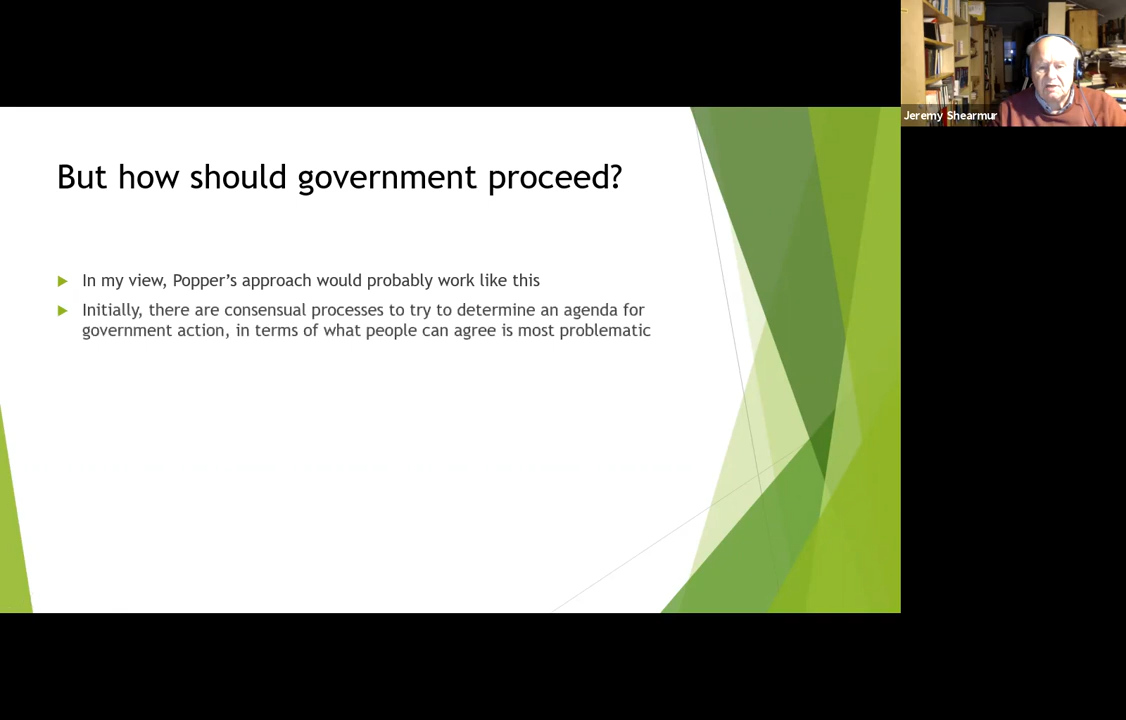 Jeremy Shearmur
But how should government proceed?
In my view, Popper's approach would probably work like this
Initially, there are consensual processes to try to determine an agenda for
government action, in terms of what people can agree is most problematic